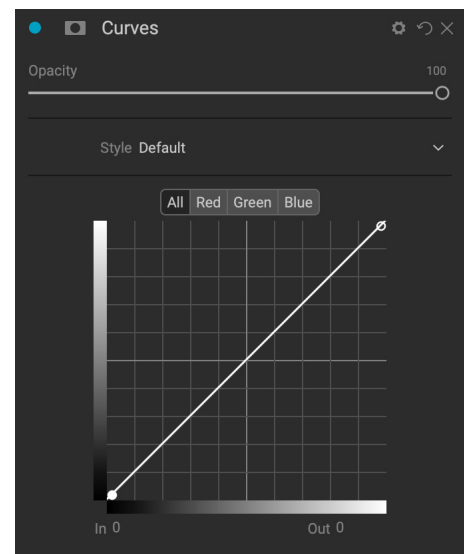 Curves
Opacity 100
Style Default
All Red Green Blue
In 0 Out 0